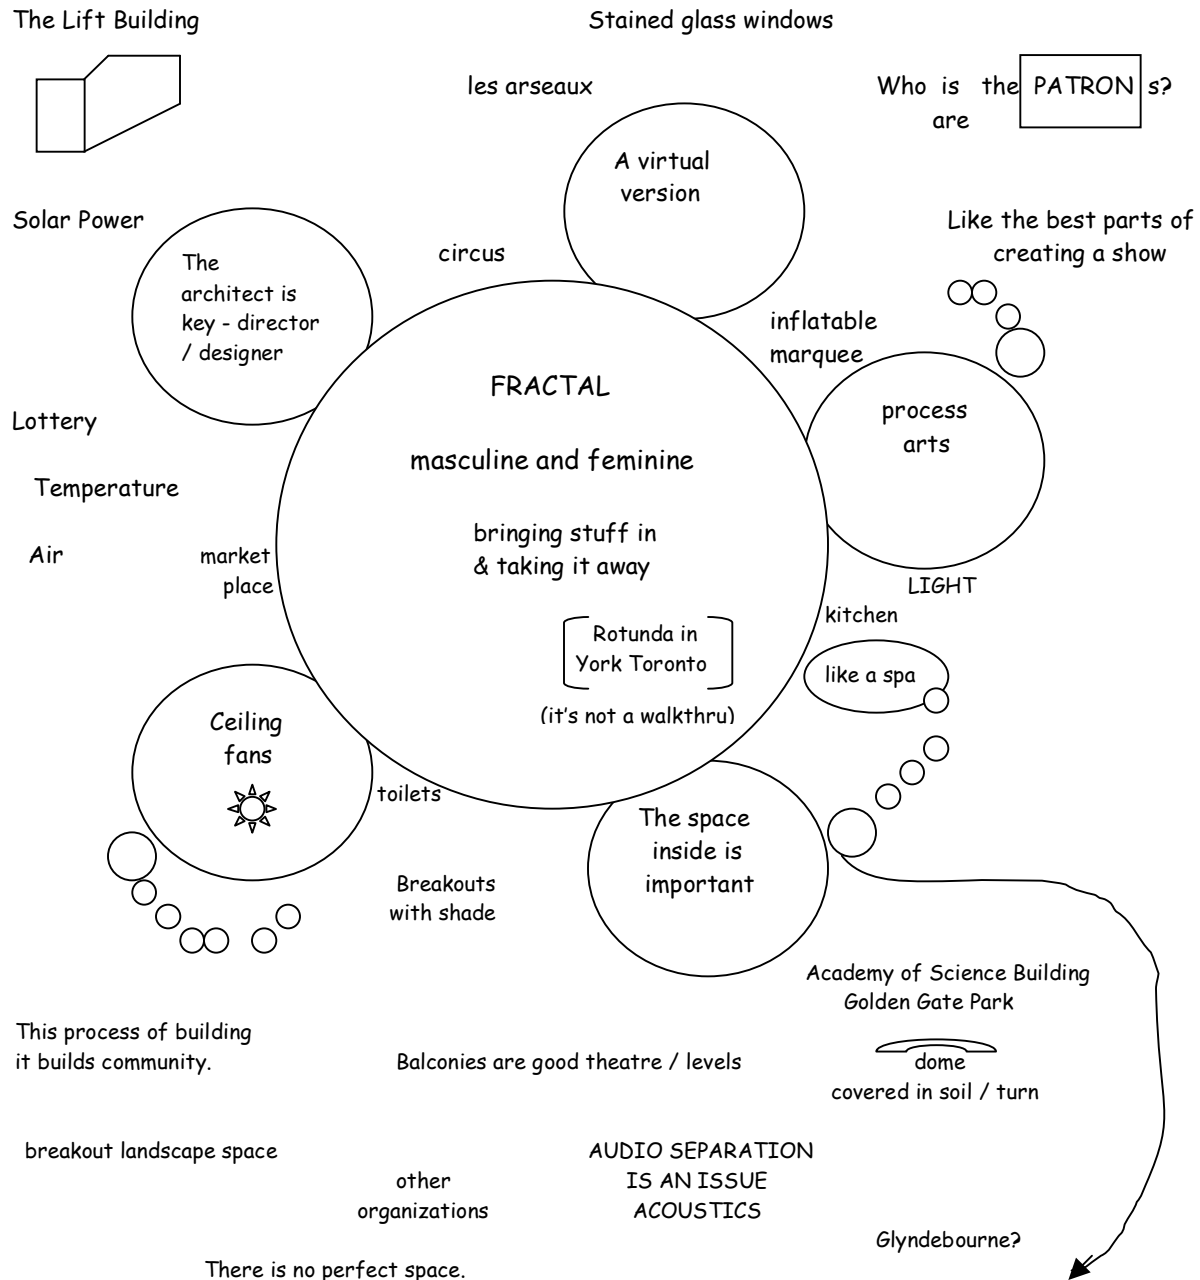 The Lift Building
Stained glass windows
les arseaux
Who is the PATRON s?
are
A virtual
version
Solar Power
Like the best parts of
creating a show
circus
The
architect is
key - director
/ designer
inflatable
marquee
FRACTAL
process
arts
Lottery
masculine and feminine
Temperature
bringing stuff in
& taking it away
Air
market
place
LIGHT
kitchen
Rotunda in
York Toronto
like a spa
(it's not a walkthru)
Ceiling
fans
toilets
The space
inside is
important
Breakouts
with shade
Academy of Science Building
Golden Gate Park
This process of building
it builds community.
Balconies are good theatre / levels
dome
covered in soil / turn
breakout landscape space
AUDIO SEPARATION
IS AN ISSUE
ACOUSTICS
other
organizations
Glyndebourne?
There is no perfect space.